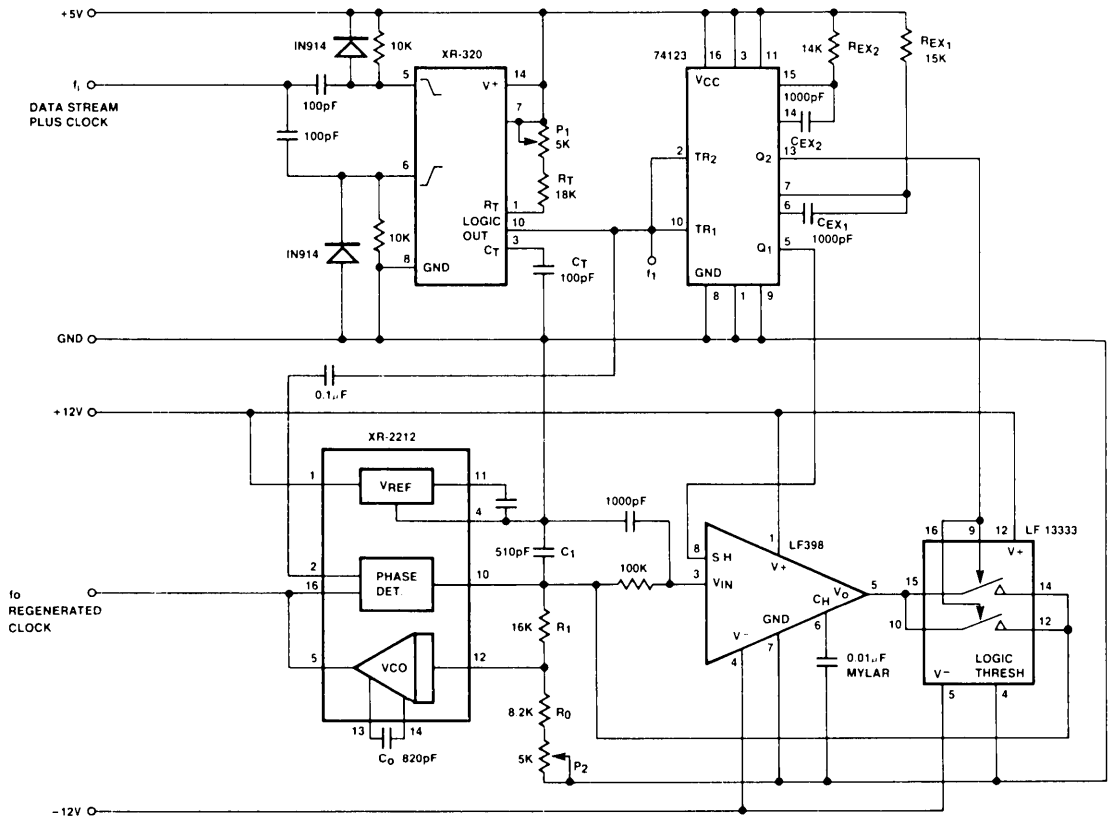 +5V
IN914
10K
XR-320
74123
16
3
11
14K
REX2
REX1
15K
fi
DATA STREAM
PLUS CLOCK
100pF
5
V+
14
VCC
15
1000pF
14
CEX2
100pF
7
P1
5K
6
2
TR2
Q2
13
RT
18K
7
RT
1
6
CEX1
1000pF
LOGIC
OUT
10
10
TR1
Q1
5
IN914
10K
CT
3
8
GND
CT
100pF
f1
GND
8
1
9
GND
0.1μF
+12V
XR-2212
1
VREF
11
4
1000pF
16
9
12
LF 13333
V+
510pF
C1
8
SH
1
V+
LF398
2
16
PHASE
DET.
10
100K
3
VIN
VO
5
15
14
fo
REGENERATED
CLOCK
CH
6
10
12
16K
R1
GND
7
V-
4
5
VCO
12
0.01μF
MYLAR
LOGIC
THRESH
V-
5
4
8.2K
R0
13
14
Co
820pF
5K
P2
-12V